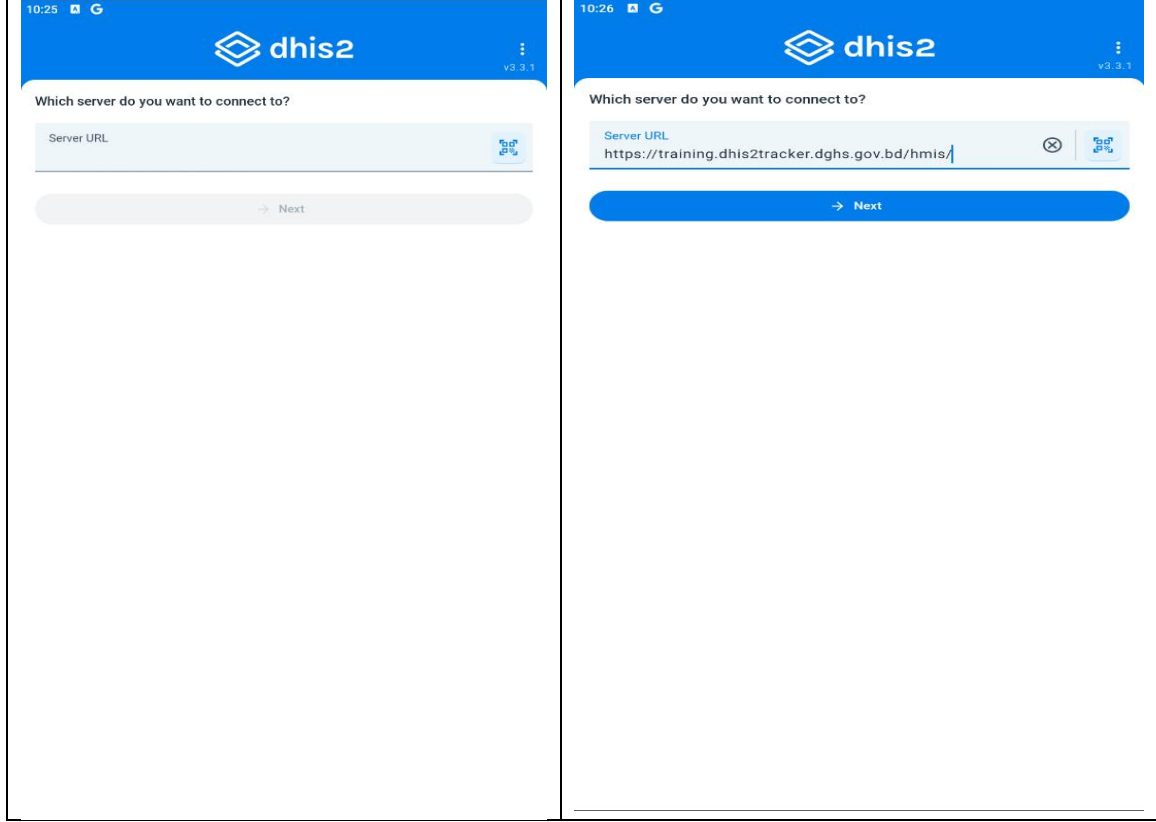 10:25 G
dhis2
v3.3.1
Which server do you want to connect to?
Server URL
→ Next
10:26 G
dhis2
v3.3.1
Which server do you want to connect to?
Server URL
https://training.dhis2tracker.dghs.gov.bd/hmis/
→ Next